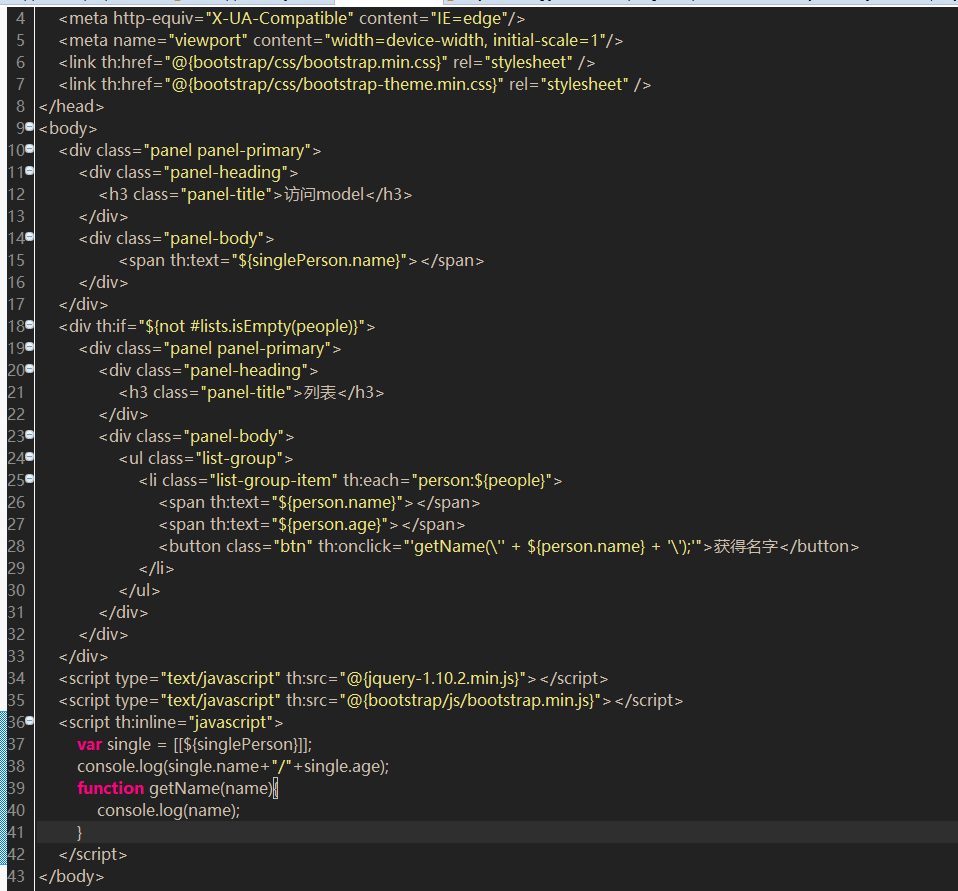 4 <meta http-equiv="X-UA-Compatible" content="IE=edge"/>
5 <meta name="viewport" content="width=device-width, initial-scale=1"/>
6 <link th:href="@{bootstrap/css/bootstrap.min.css}" rel="stylesheet" />
7 <link th:href="@{bootstrap/css/bootstrap-theme.min.css}" rel="stylesheet" />
8 </head>
9 <body>
10 <div class="panel panel-primary">
11 <div class="panel-heading">
12 <h3 class="panel-title">访问model</h3>
13 </div>
14 <div class="panel-body">
15 <span th:text="${singlePerson.name}"></span>
16 </div>
17 </div>
18 <div th:if="${not #lists.isEmpty(people)}">
19 <div class="panel panel-primary">
20 <div class="panel-heading">
21 <h3 class="panel-title">列表</h3>
22 </div>
23 <div class="panel-body">
24 <ul class="list-group">
25 <li class="list-group-item" th:each="person:${people}">
26 <span th:text="${person.name}"></span>
27 <span th:text="${person.age}"></span>
28 <button class="btn" th:onclick="'getName(\'' + ${person.name} + '\');'">获得名字</button>
29 </li>
30 </ul>
31 </div>
32 </div>
33 </div>
34 <script type="text/javascript" th:src="@{jquery-1.10.2.min.js}"></script>
35 <script type="text/javascript" th:src="@{bootstrap/js/bootstrap.min.js}"></script>
36 <script th:inline="javascript">
37 var single = [[${singlePerson}]];
38 console.log(single.name+"/"+single.age);
39 function getName(name){
40 console.log(name);
41 }
42 </script>
43 </body>